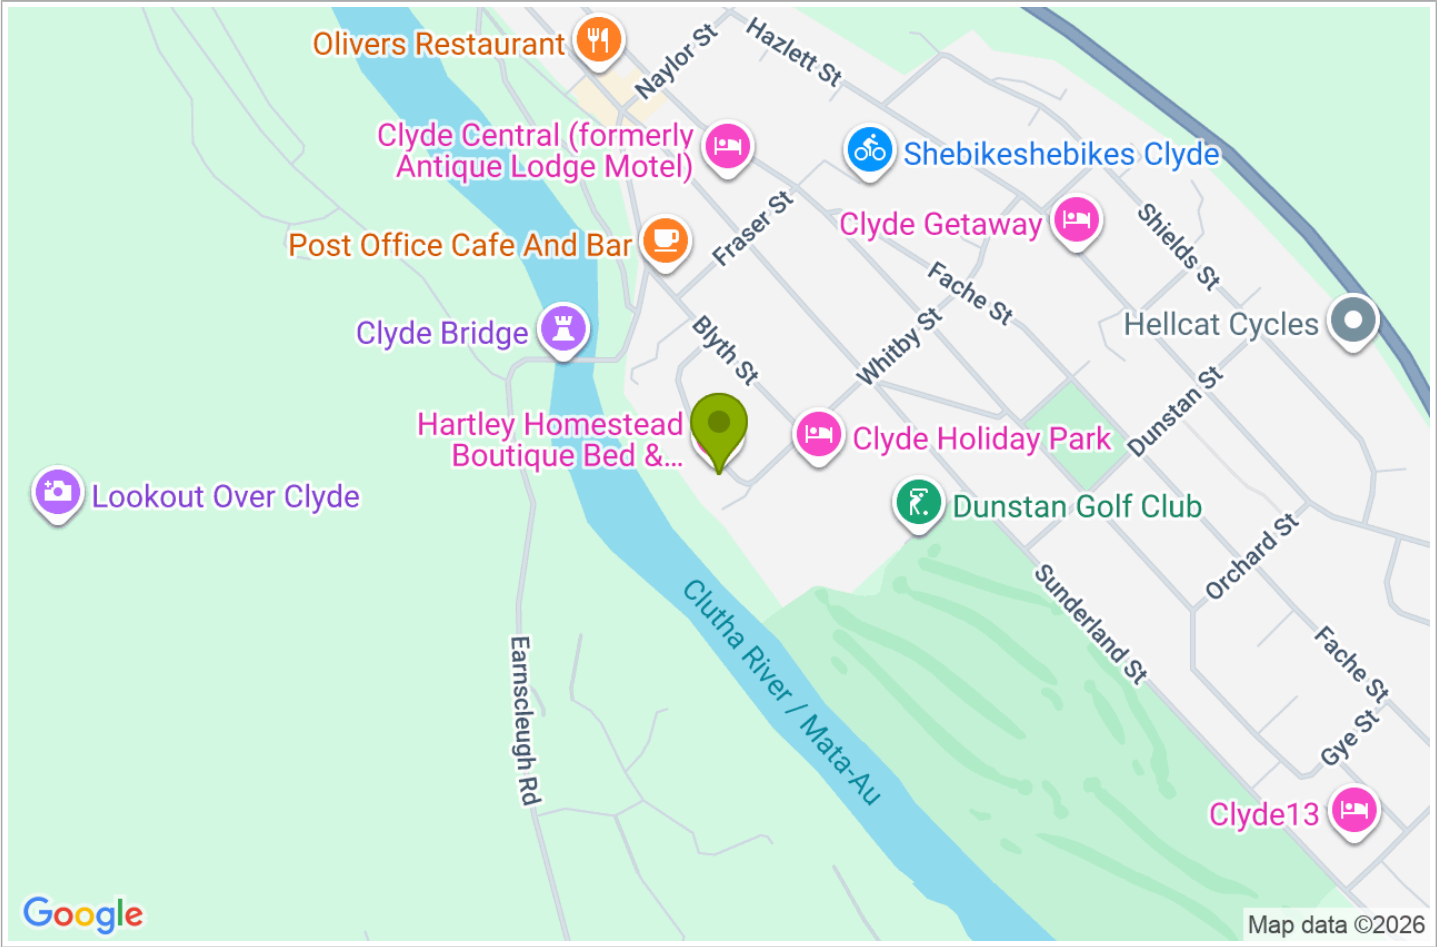 Olivers Restaurant
Naylor St
Hazlett St
Clyde Central (formerly
Antique Lodge Motel)
Shebikeshebikes Clyde
Fraser St
Clyde Getaway
Shields St
Post Office Cafe And Bar
Fache St
Clyde Bridge
Blyth St
Whitby St
Hellcat Cycles
Dunstan St
Hartley Homestead
Boutique Bed &...
Clyde Holiday Park
Lookout Over Clyde
Dunstan Golf Club
Orchard St
Sunderland St
Clutha River / Mata-Au
Earnscleugh Rd
Fache St
Gye St
Clyde13
Google
Map data ©2026